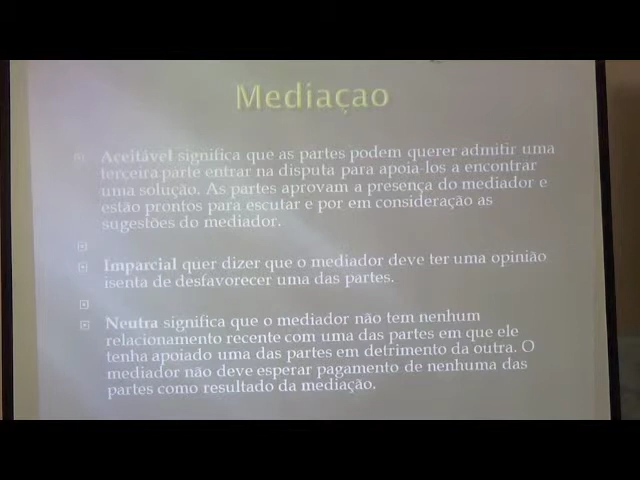 Mediaçao
Aceitável significa que as partes podem querer admitir uma
terceira parte entrar na disputa para apoiá-los a encontrar
uma solução. As partes aprovam a presença do mediador e
estão prontos para escutar e por em consideração as
sugestões do mediador.
Imparcial quer dizer que o mediador deve ter uma opinião
isenta de desfavorecer uma das partes.
Neutra significa que o mediador não tem nenhum
relacionamento recente com uma das partes em que ele
tenha apoiado uma das partes em detrimento da outra. O
mediador não deve esperar pagamento de nenhuma das
partes como resultado da mediação.